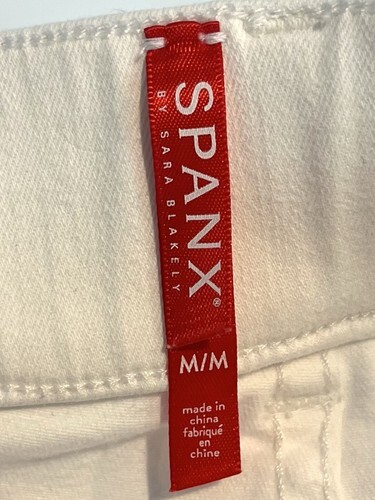 SPANX®
BY SARA BLAKELY
M/M
made in
china
fabriqué
en
chine